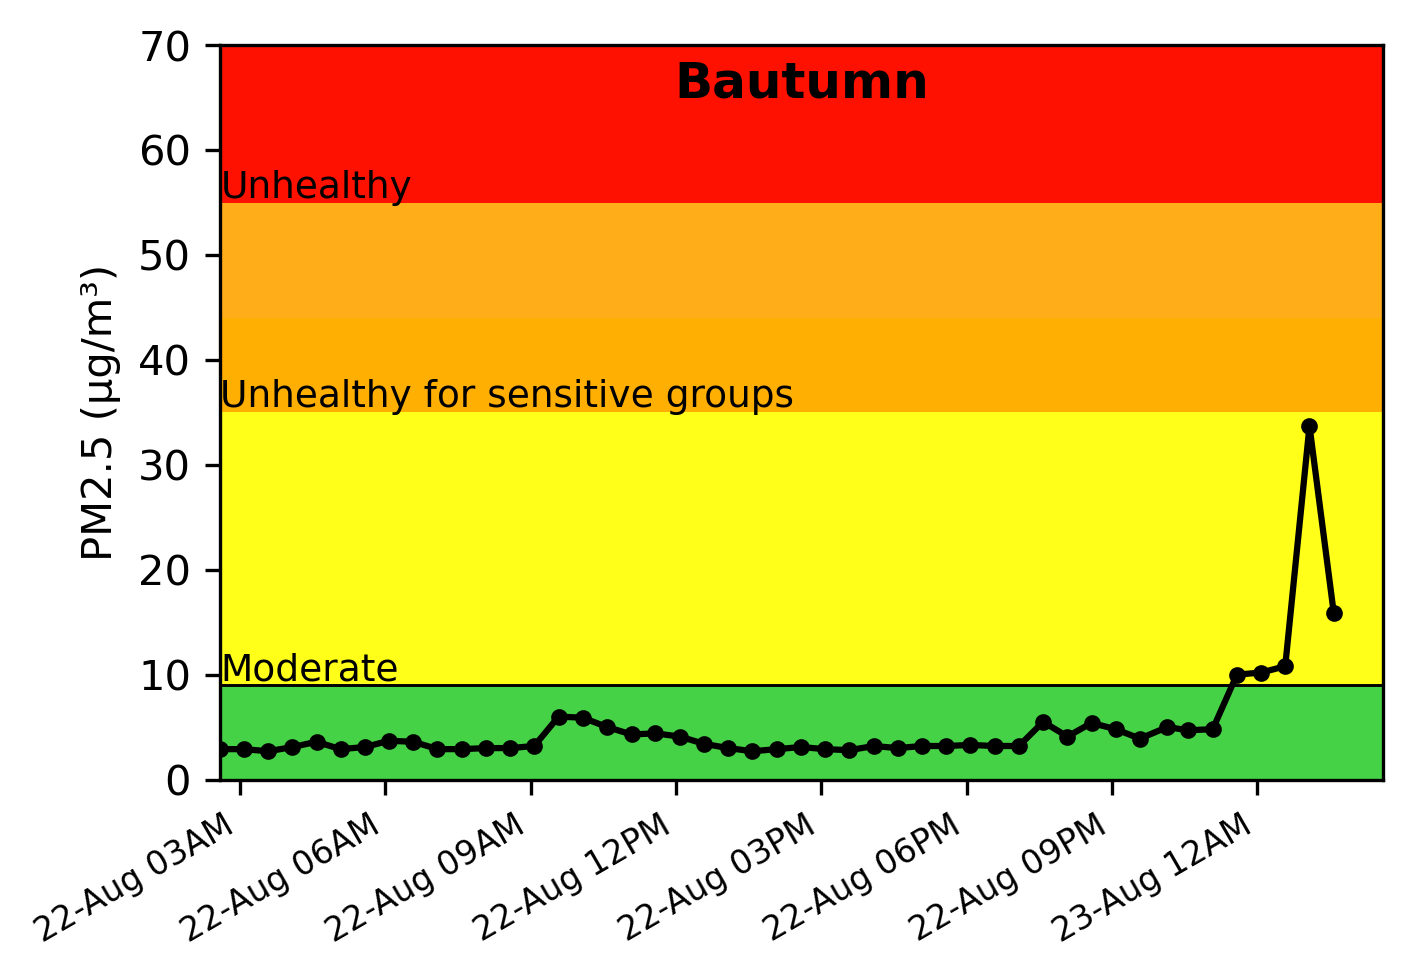 Bautumn
70
60
50
40
30
20
10
0
PM2.5 (µg/m³)
Unhealthy
Unhealthy for sensitive groups
Moderate
22-Aug 03AM
22-Aug 06AM
22-Aug 09AM
22-Aug 12PM
22-Aug 03PM
22-Aug 06PM
22-Aug 09PM
23-Aug 12AM